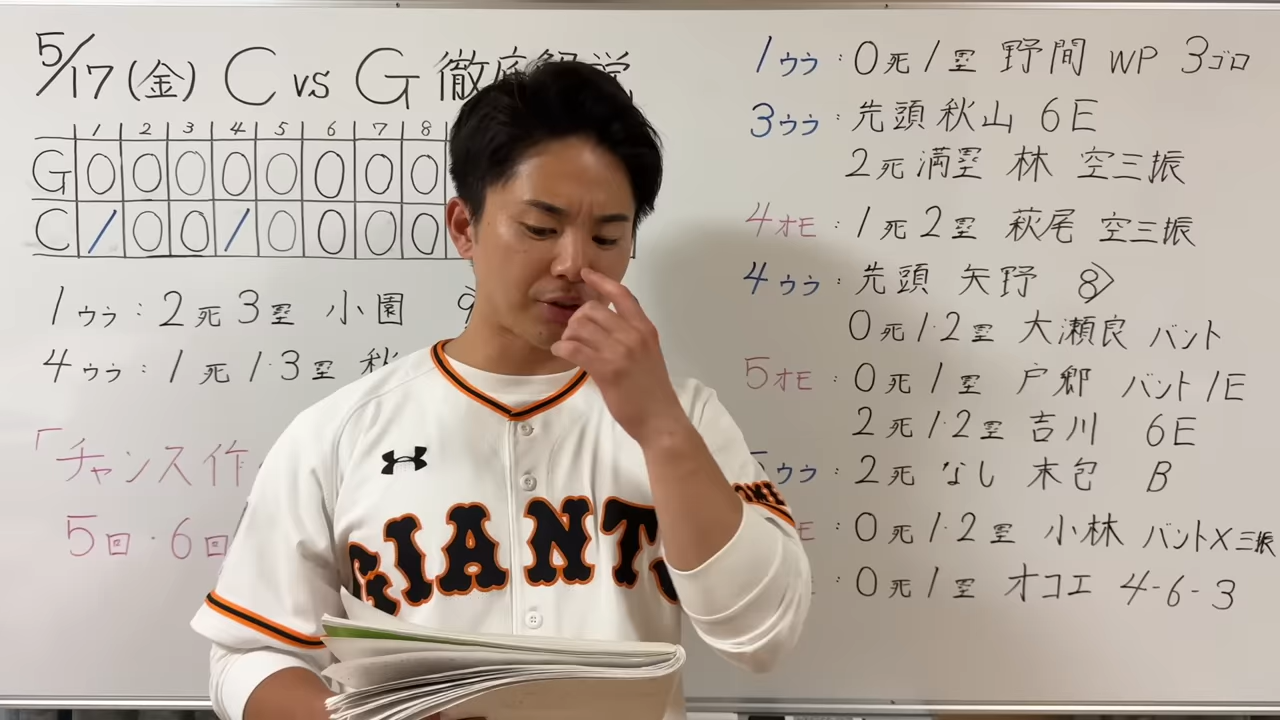 5/17(金) C vs G 徹底解説
1 2 3 4 5 6 7 8
G 0 0 0 0 0 0 0 0
C / 0 0 / 0 0 0 0
1ウラ:2死3塁 小園 9
4ウラ:1死1・3塁 秋
「チャンス作
5回・6回
1ウラ:0死1塁 野間 WP 3ゴロ
3ウラ:先頭秋山 6E
2死満塁 林 空三振
4オモ:1死2塁 萩尾 空三振
4ウラ:先頭 矢野 8>
0死1・2塁 大瀬良 バント
5オモ:0死1塁 戸郷 バント1E
2死1・2塁 吉川 6E
5ウラ:2死なし 末包 B
モ:0死1・2塁 小林 バント×三振
0死1塁 オコエ 4-6-3
GIANTS